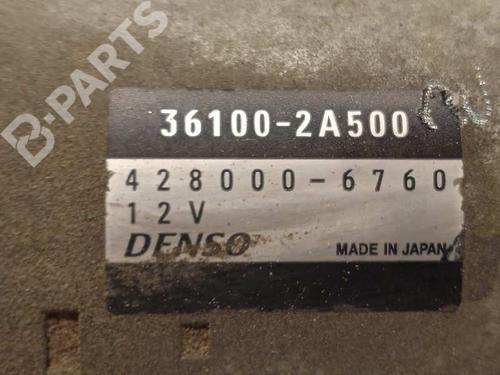 B-PARTS
36100-2A500
428000-6760
12V
DENSO
MADE IN JAPAN